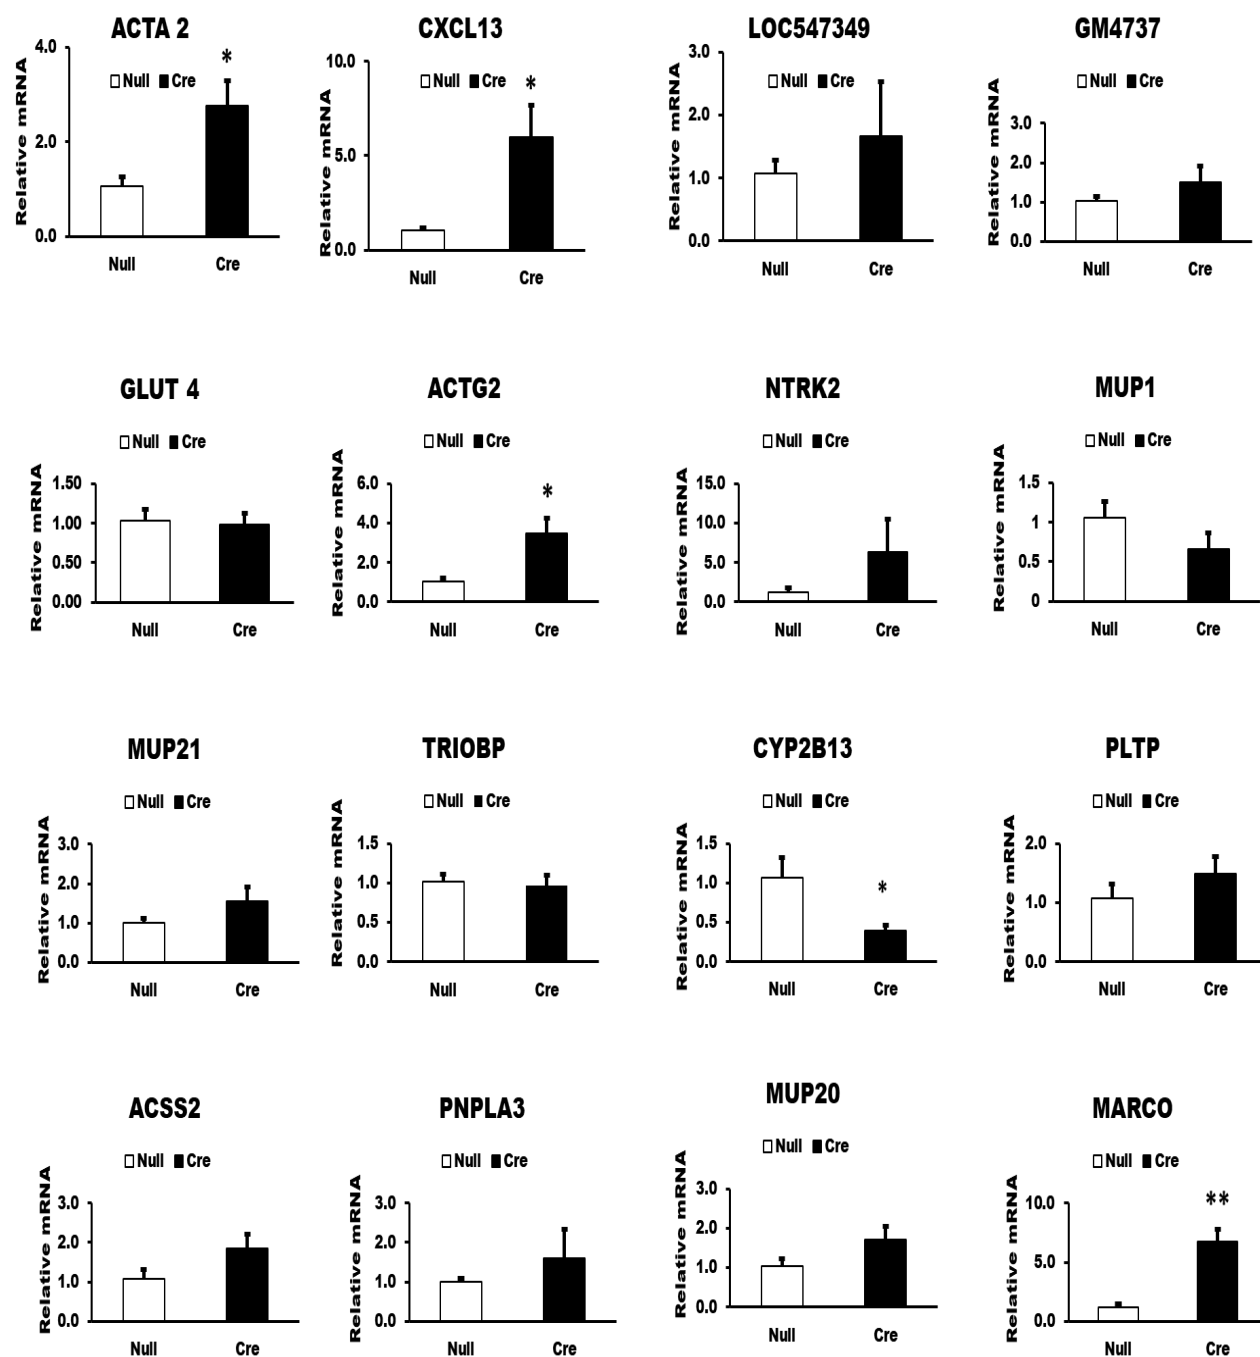 ACTA 2
Null Cre
Relative mRNA
4.0
*
2.0
0.0
Null Cre
CXCL13
Null Cre
Relative mRNA
10.0
*
5.0
0.0
Null Cre
LOC547349
Null Cre
Relative mRNA
3.0
2.0
1.0
0.0
Null Cre
GM4737
Null Cre
Relative mRNA
3.0
2.0
1.0
0.0
Null Cre
GLUT 4
Null Cre
Relative mRNA
1.50
1.00
0.50
0.00
Null Cre
ACTG2
Null Cre
Relative mRNA
6.0
*
4.0
2.0
0.0
Null Cre
NTRK2
Null Cre
Relative mRNA
15.0
10.0
5.0
0.0
Null Cre
MUP1
Null Cre
Relative mRNA
1.5
1
0.5
0
Null Cre
MUP21
Null Cre
Relative mRNA
3.0
2.0
1.0
0.0
Null Cre
TRIOBP
Null Cre
Relative mRNA
1.5
1.0
0.5
0.0
Null Cre
CYP2B13
Null Cre
Relative mRNA
1.5
1.0
*
0.5
0.0
Null Cre
PLTP
Null Cre
Relative mRNA
2.0
1.0
0.0
Null Cre
ACSS2
Null Cre
Relative mRNA
3.0
2.0
1.0
0.0
Null Cre
PNPLA3
Null Cre
Relative mRNA
3.0
2.0
1.0
0.0
Null Cre
MUP20
Null Cre
Relative mRNA
3.0
2.0
1.0
0.0
Null Cre
MARCO
Null Cre
Relative mRNA
10.0
**
5.0
0.0
Null Cre